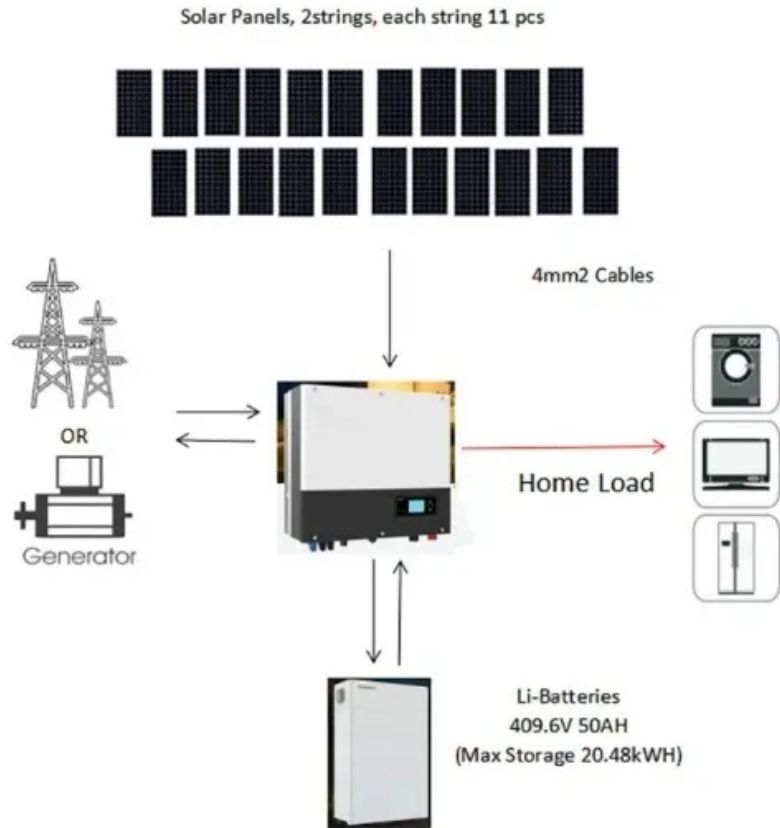 Solar Panels, 2strings, each string 11 pcs
4mm2 Cables
OR
Generator
Home Load
Li-Batteries
409.6V 50AH
(Max Storage 20.48kWH)